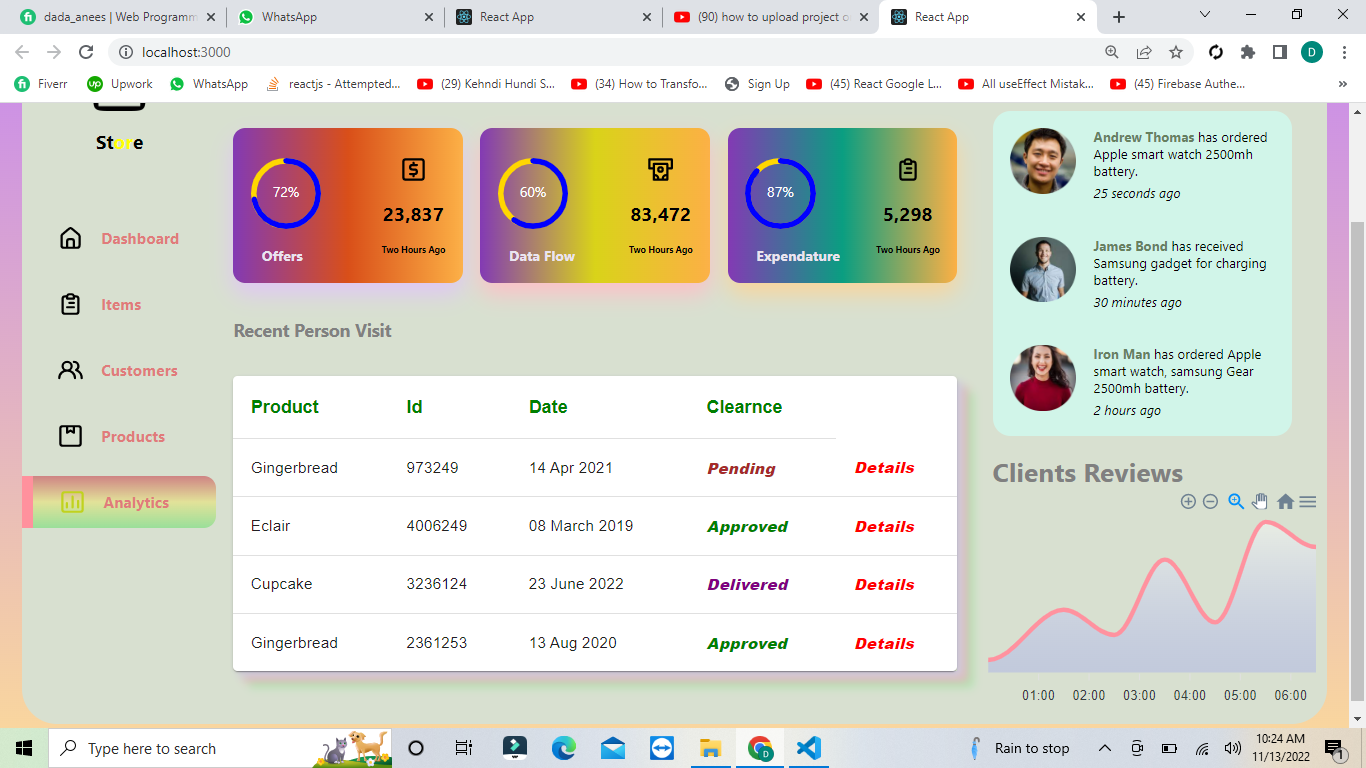 dada_anees | Web Programm
WhatsApp
React App
(90) how to upload project o
React App
localhost:3000
D
Fiverr
Upwork
WhatsApp
reactjs - Attempted...
(29) Kehndi Hundi S...
(34) How to Transfo...
Sign Up
(45) React Google L...
All useEffect Mistak...
(45) Firebase Authe...
»
Store
Dashboard
Items
Customers
Products
Analytics
72%
23,837
Offers
Two Hours Ago
60%
83,472
Data Flow
Two Hours Ago
87%
5,298
Expendature
Two Hours Ago
Recent Person Visit
Product Id Date Clearnce
Gingerbread 973249 14 Apr 2021 Pending Details
Eclair 4006249 08 March 2019 Approved Details
Cupcake 3236124 23 June 2022 Delivered Details
Gingerbread 2361253 13 Aug 2020 Approved Details
Andrew Thomas has ordered
Apple smart watch 2500mh
battery.
25 seconds ago
James Bond has received
Samsung gadget for charging
battery.
30 minutes ago
Iron Man has ordered Apple
smart watch, samsung Gear
2500mh battery.
2 hours ago
Clients Reviews
01:00 02:00 03:00 04:00 05:00 06:00
Type here to search
Rain to stop
10:24 AM
11/13/2022
1